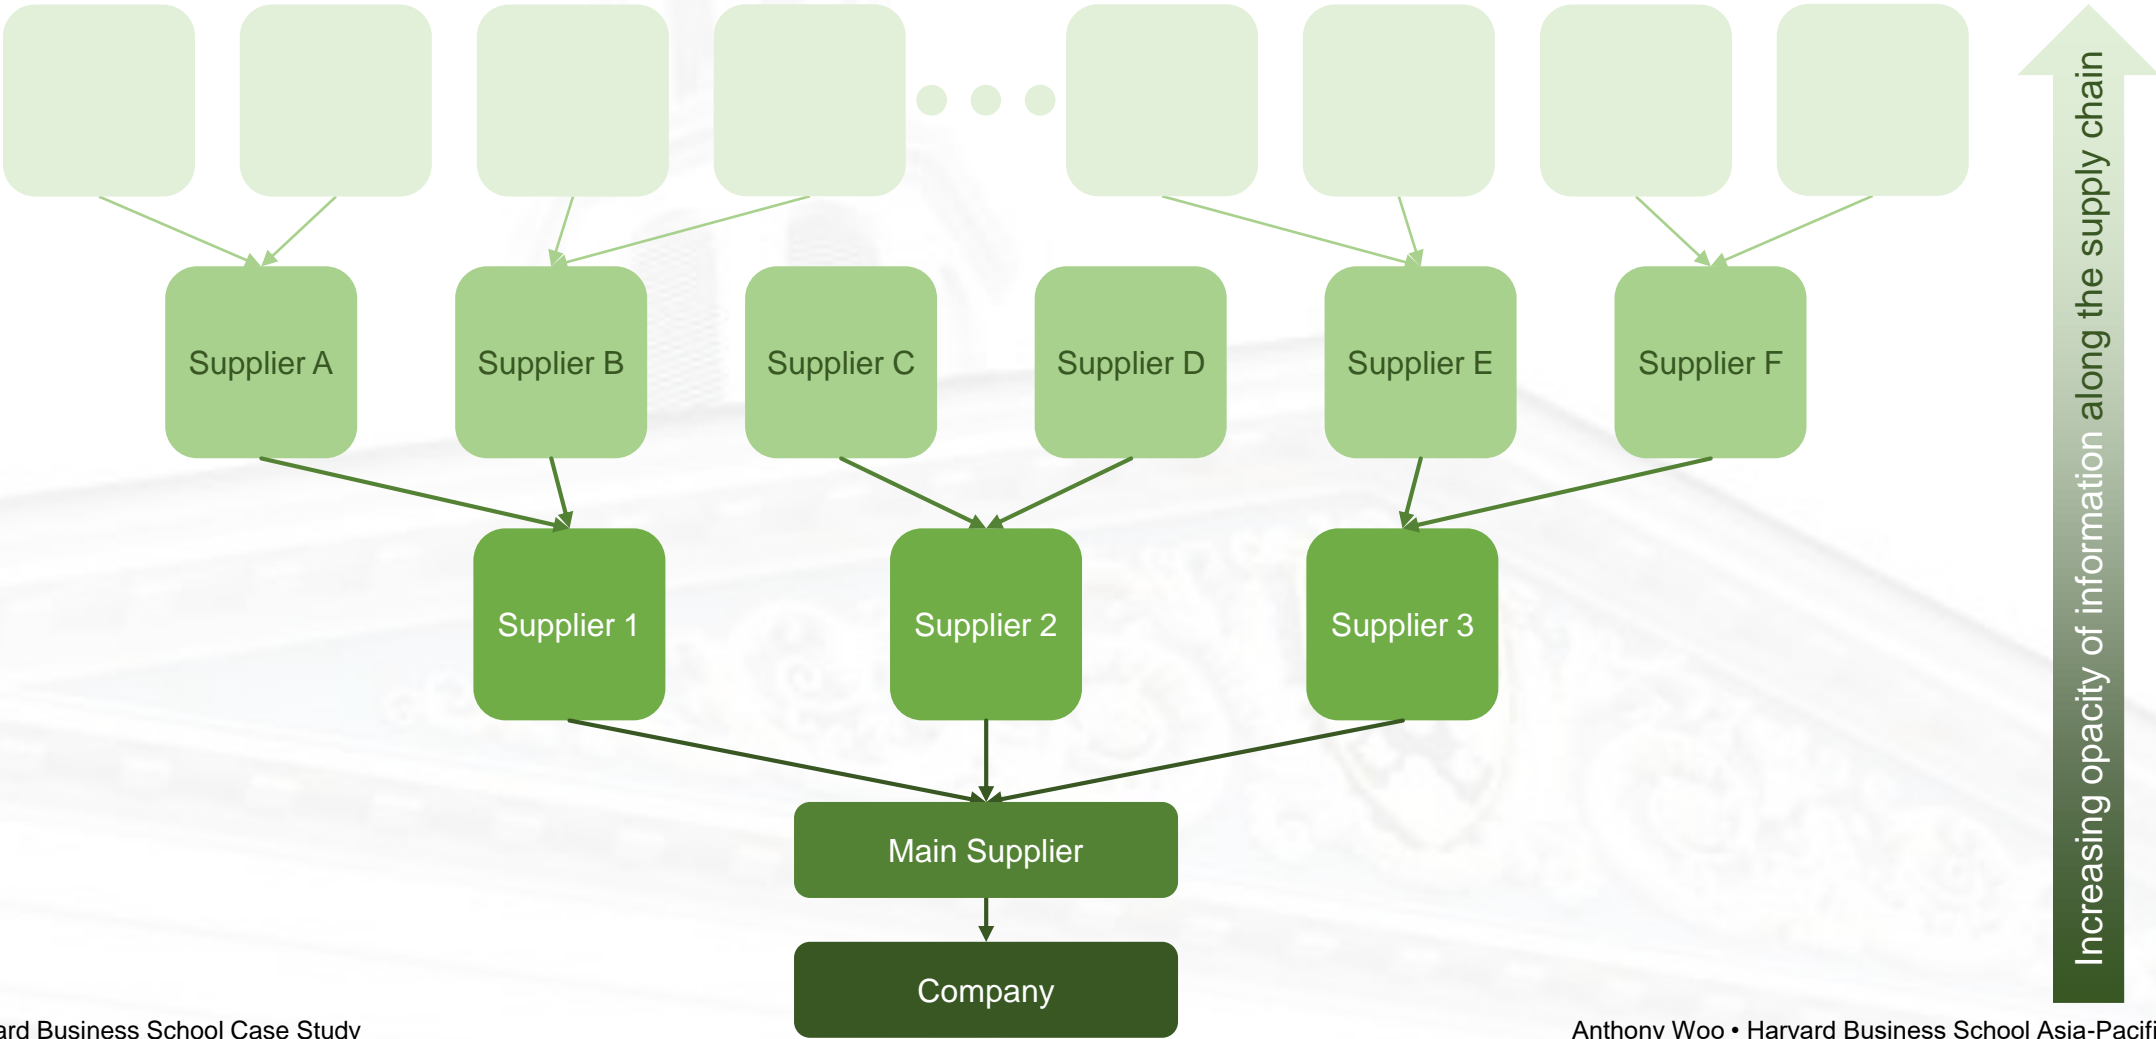 Supplier A
Supplier B
Supplier C
Supplier D
Supplier E
Supplier F
Supplier 1
Supplier 2
Supplier 3
Main Supplier
Company
Increasing opacity of information along the supply chain
ard Business School Case Study
Anthony Woo • Harvard Business School Asia-Pacifi